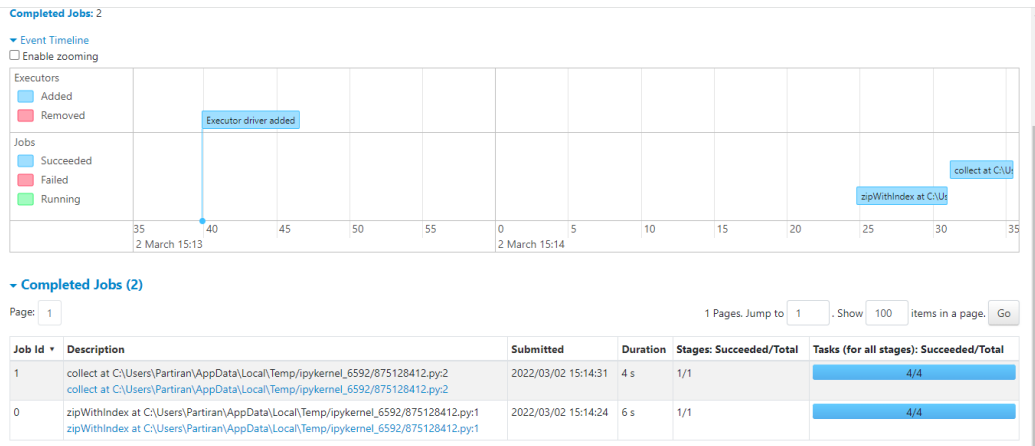 Completed Jobs: 2
Event Timeline
Enable zooming
Executors
Added
Removed
Executor driver added
Jobs
Succeeded
Failed
Running
collect at C:\Us
zipWithIndex at C:\Us
35 40 45 50 55 0 5 10 15 20 25 30 35
2 March 15:13 2 March 15:14
Completed Jobs (2)
Page: 1 1 Pages. Jump to 1 . Show 100 items in a page. Go
Job Id ▾ Description Submitted Duration Stages: Succeeded/Total Tasks (for all stages): Succeeded/Total
1 collect at C:\Users\Partiran\AppData\Local\Temp/ipykernel_6592/875128412.py:2 2022/03/02 15:14:31 4 s 1/1 4/4
collect at C:\Users\Partiran\AppData\Local\Temp/ipykernel_6592/875128412.py:2
0 zipWithIndex at C:\Users\Partiran\AppData\Local\Temp/ipykernel_6592/875128412.py:1 2022/03/02 15:14:24 6 s 1/1 4/4
zipWithIndex at C:\Users\Partiran\AppData\Local\Temp/ipykernel_6592/875128412.py:1